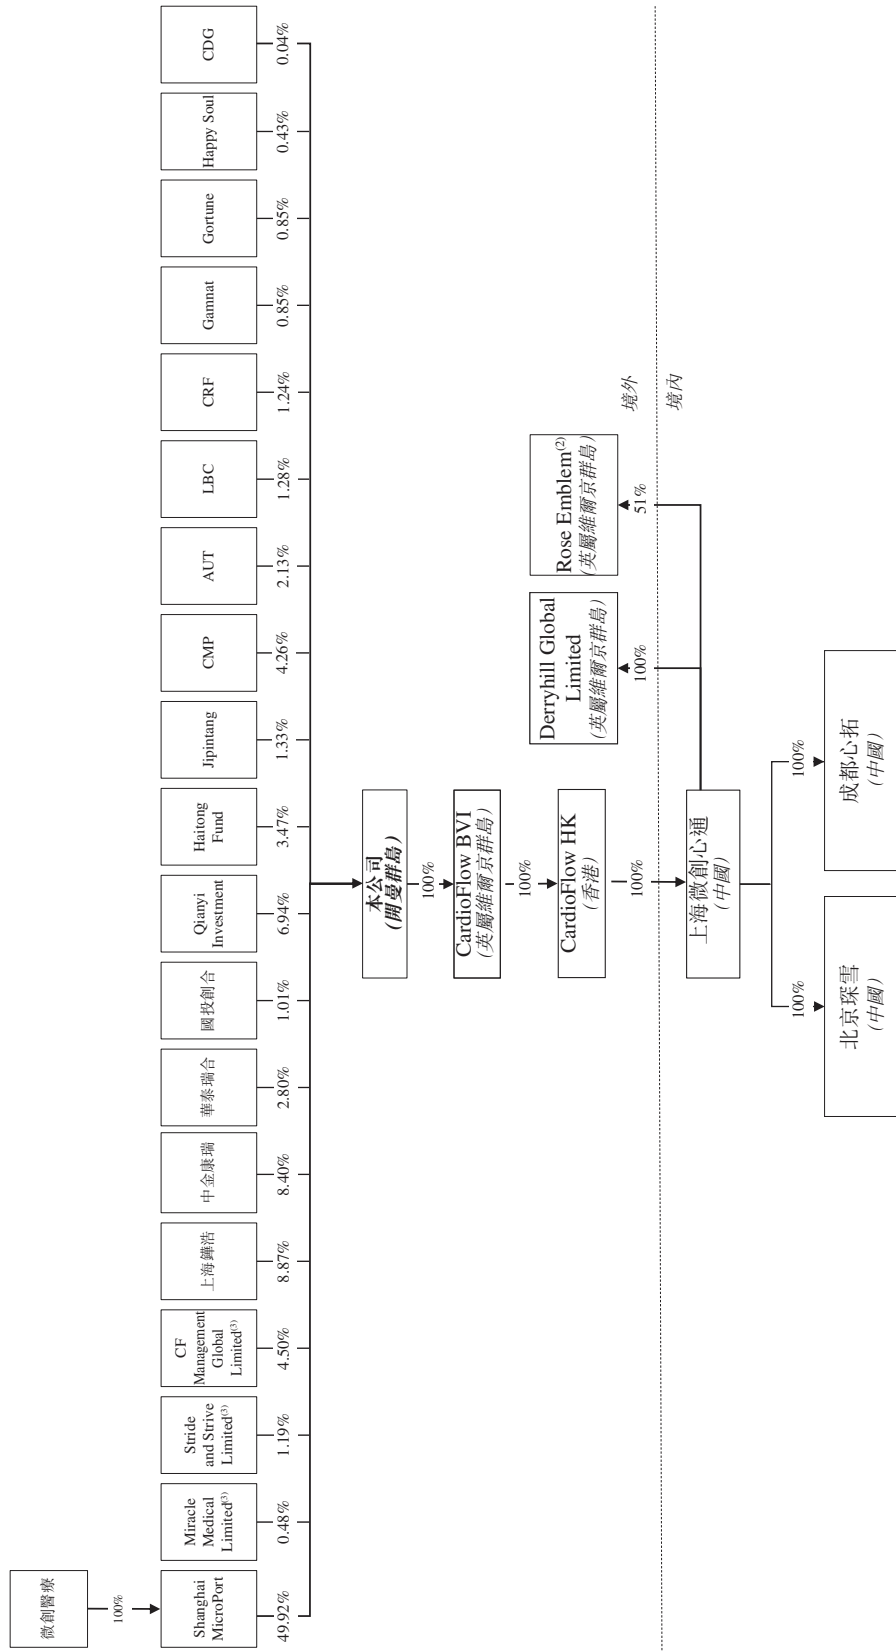 微創醫療
100%
Shanghai
MicroPort
49.92%
Miracle
Medical
Limited(3)
0.48%
Stride
and Strive
Limited(3)
1.19%
CF
Management
Global
Limited(3)
4.50%
上海鏵浩
8.87%
中金康瑞
8.40%
華泰瑞合
2.80%
國投創合
1.01%
Qianyi
Investment
6.94%
Haitong
Fund
3.47%
Jipintang
1.33%
CMP
4.26%
AUT
2.13%
LBC
1.28%
CRF
1.24%
Gamnat
0.85%
Gortune
0.85%
Happy Soul
0.43%
CDG
0.04%
本公司
(開曼群島)
100%
CardioFlow BVI
(英屬維爾京群島)
100%
CardioFlow HK
(香港)
100%
Derryhill Global
Limited
(英屬維爾京群島)
100%
Rose Emblem(2)
(英屬維爾京群島)
51%
境外
境內
上海微創心通
(中國)
100%
北京琛雪
(中國)
100%
成都心拓
(中國)